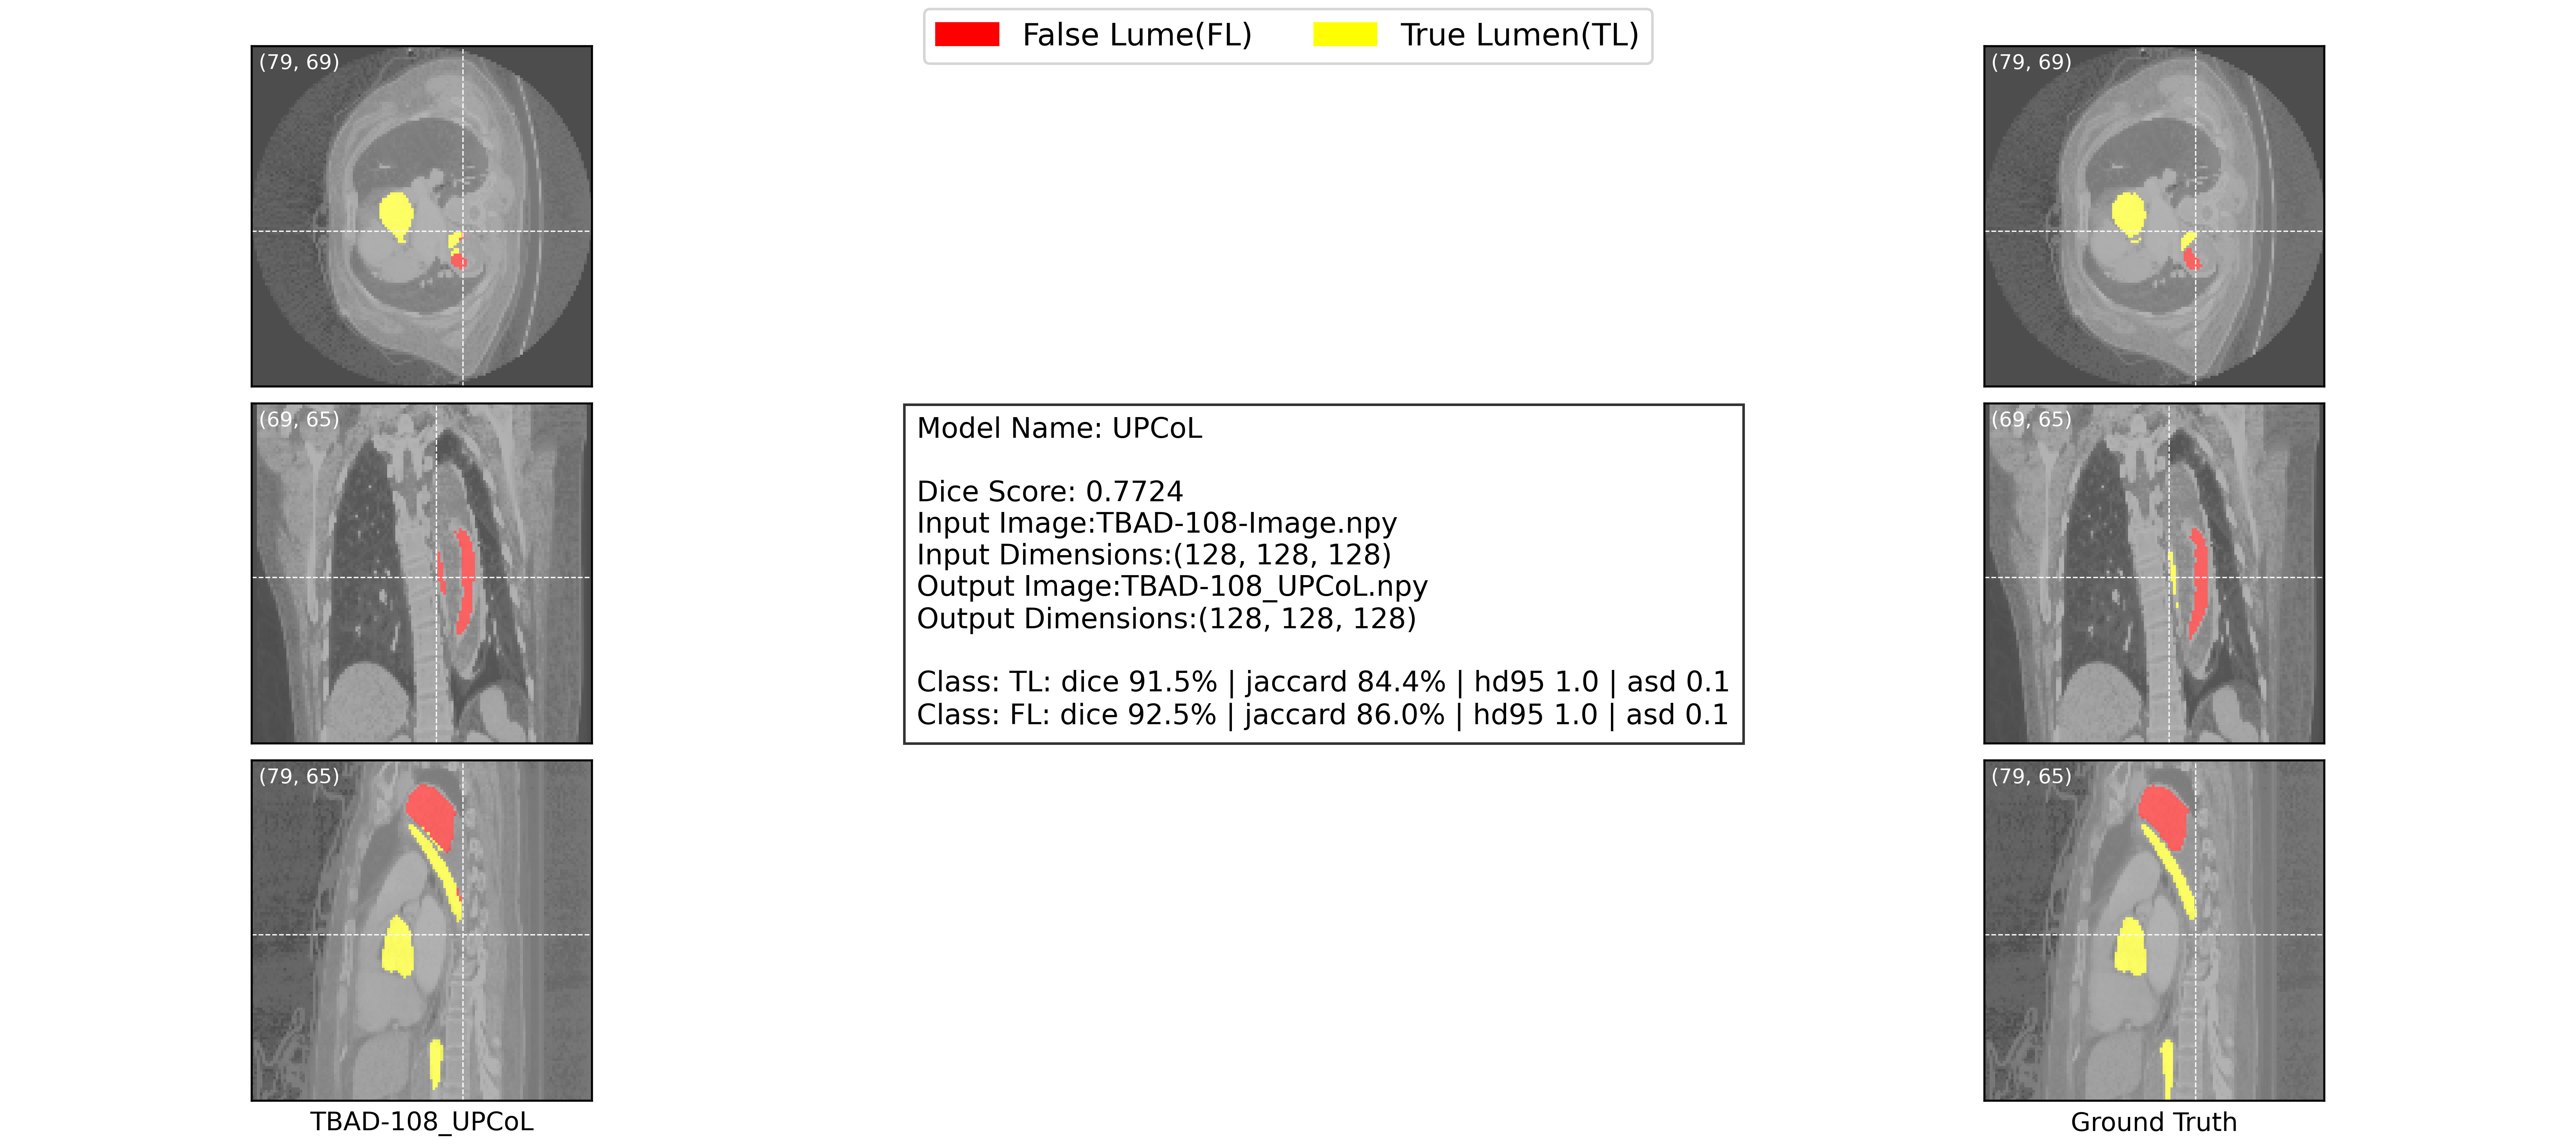 False Lume(FL) True Lumen(TL)
(79, 69)
(79, 69)
(69, 65)
Model Name: UPCoL
Dice Score: 0.7724
Input Image:TBAD-108-Image.npy
Input Dimensions:(128, 128, 128)
Output Image:TBAD-108_UPCoL.npy
Output Dimensions:(128, 128, 128)
Class: TL: dice 91.5% | jaccard 84.4% | hd95 1.0 | asd 0.1
Class: FL: dice 92.5% | jaccard 86.0% | hd95 1.0 | asd 0.1
(69, 65)
(79, 65)
(79, 65)
TBAD-108_UPCoL
Ground Truth